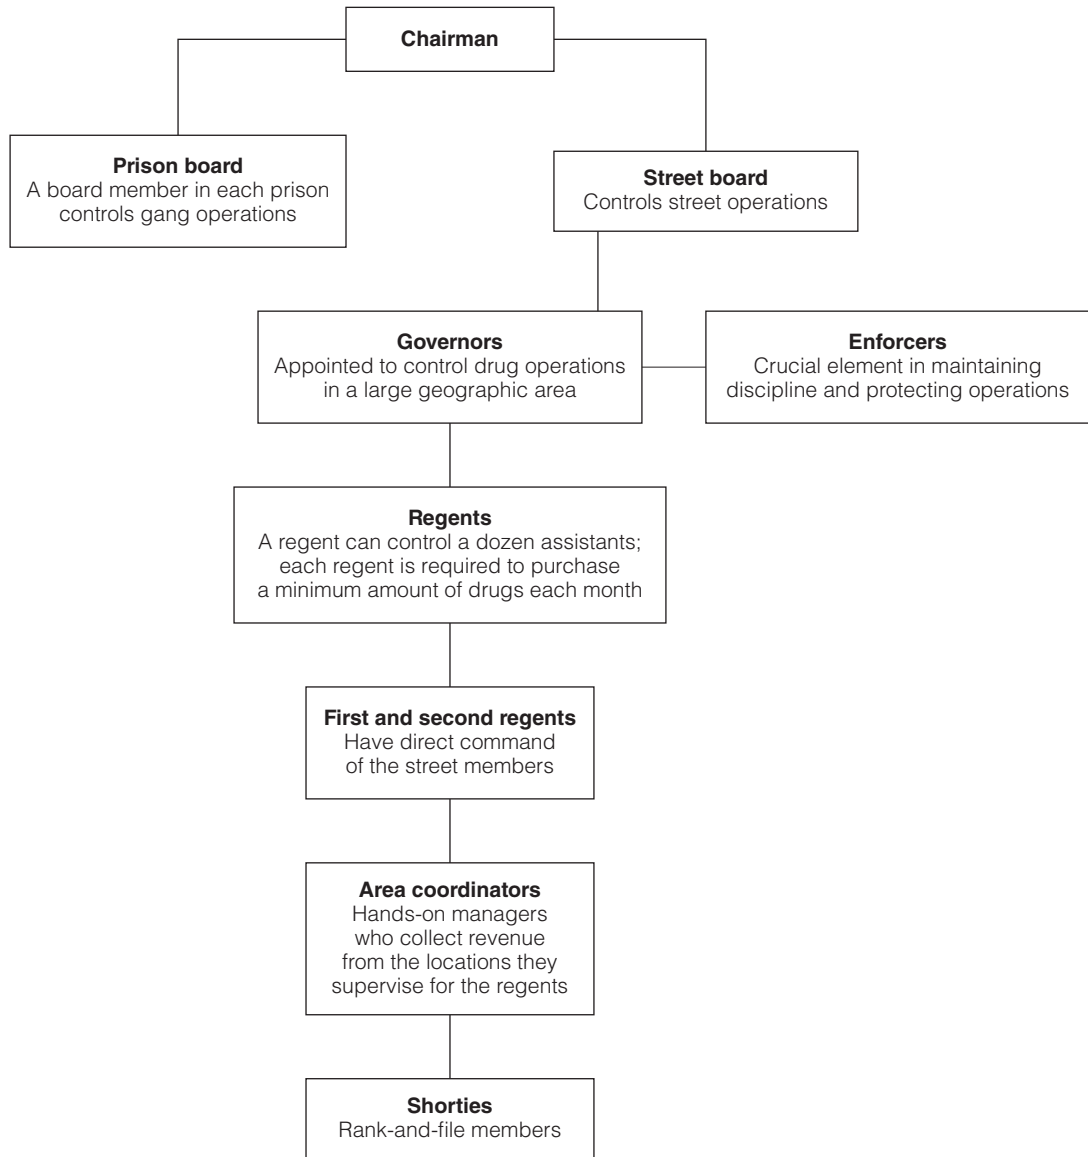 Chairman
Prison board
A board member in each prison
controls gang operations
Street board
Controls street operations
Governors
Appointed to control drug operations
in a large geographic area
Enforcers
Crucial element in maintaining
discipline and protecting operations
Regents
A regent can control a dozen assistants;
each regent is required to purchase
a minimum amount of drugs each month
First and second regents
Have direct command
of the street members
Area coordinators
Hands-on managers
who collect revenue
from the locations they
supervise for the regents
Shorties
Rank-and-file members